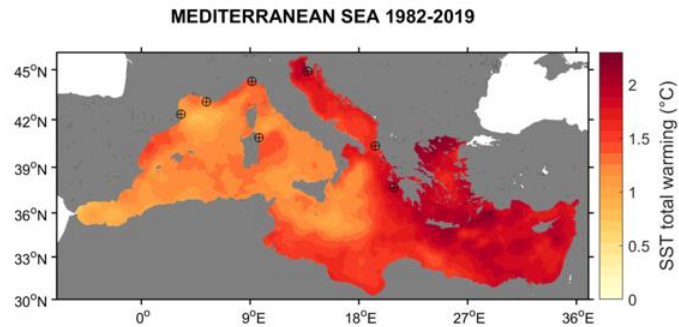 MEDITERRANEAN SEA 1982-2019
45°N
42°N
39°N
36°N
33°N
30°N
0°
9°E
18°E
27°E
36°E
2
1.5
1
0.5
0
SST total warming (°C)